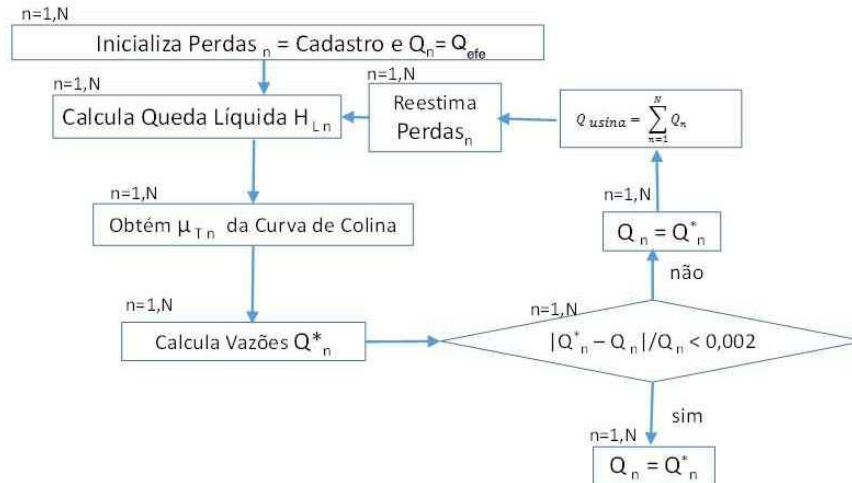 n=1,N
Inicializa Perdas n = Cadastro e Qn= Qefe
n=1,N
Calcula Queda Líquida HLn
n=1,N
Reestima
Perdasn
Q usina = ∑ Qn
N
n=1
n=1,N
Obtém μTn da Curva de Colina
n=1,N
Qn = Q*n
não
n=1,N
Calcula Vazões Q*n
n=1,N
|Q*n − Qn|/Qn < 0,002
sim
n=1,N
Qn = Q*n